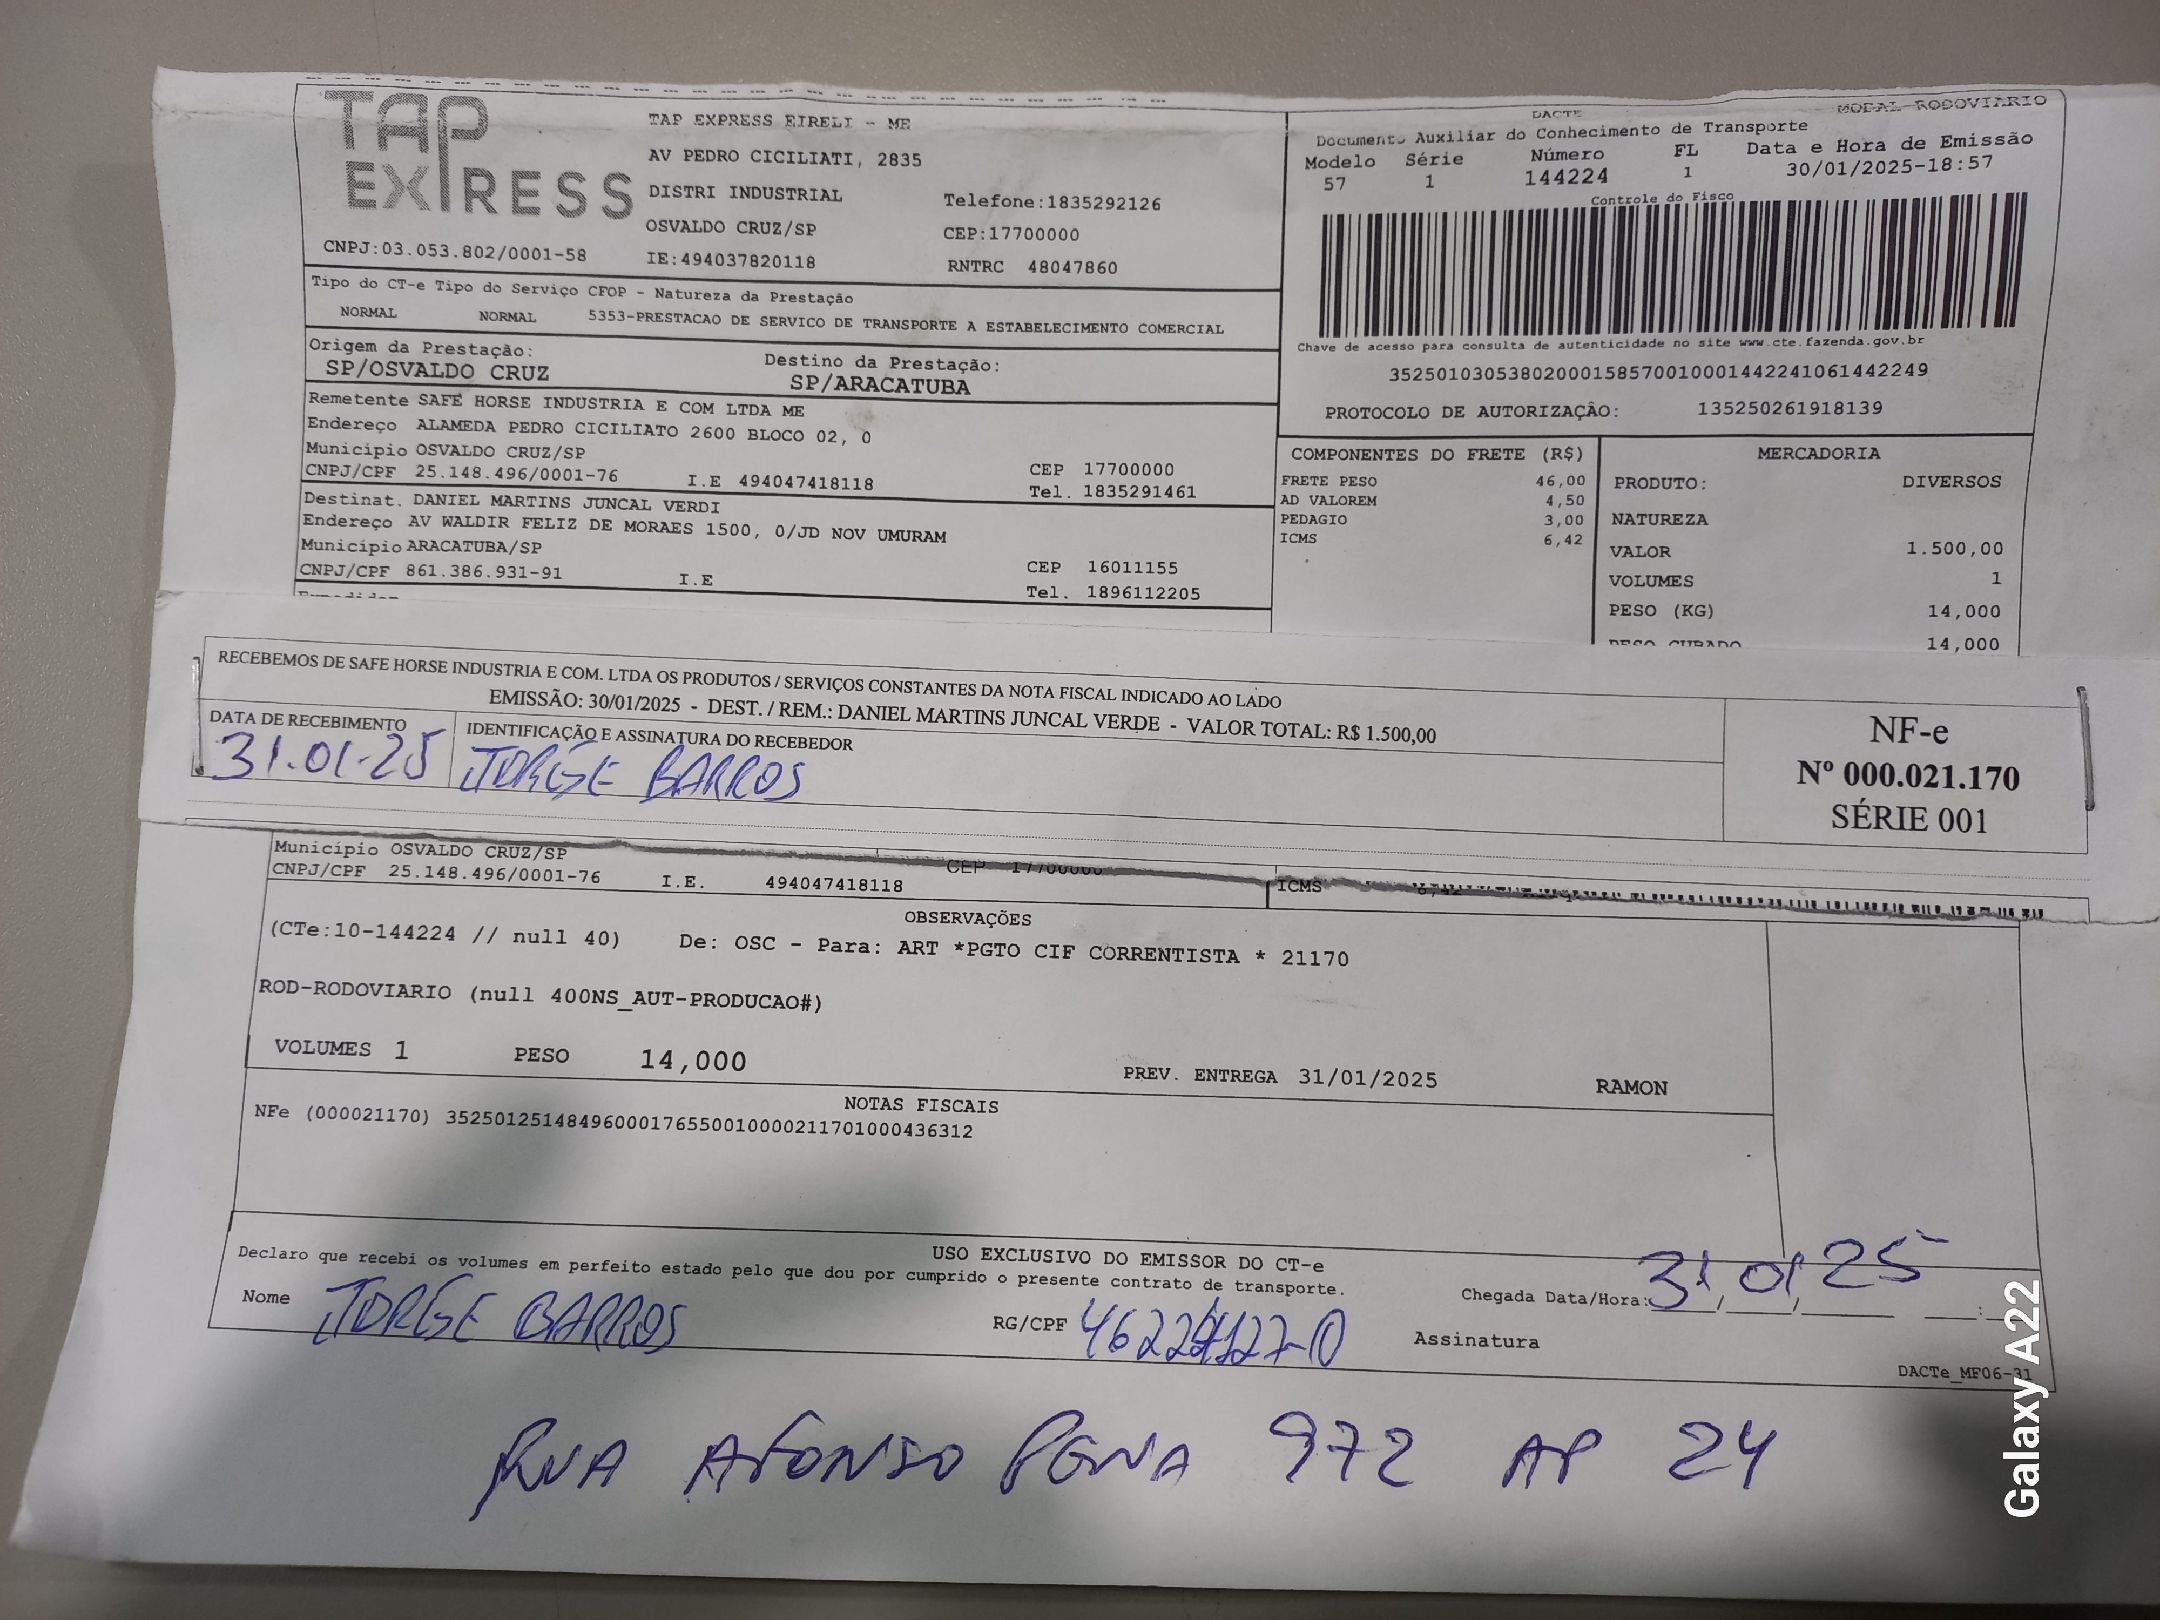 TAP
EXPRESS
CNPJ:03.053.802/0001-58
TAP EXPRESS EIRELI - ME
AV PEDRO CICILIATI, 2835
DISTRI INDUSTRIAL
OSVALDO CRUZ/SP
IE:494037820118
Telefone:1835292126
CEP:17700000
RNTRC 48047860
DACTE
MODAL RODOVIARIO
Documento Auxiliar do Conhecimento de Transporte
Modelo Série Número FL Data e Hora de Emissão
57 1 144224 1 30/01/2025-18:57
Controle do Fisco
Chave de acesso para consulta de autenticidade no site www.cte.fazenda.gov.br
35250103053802000158570010001442241061442249
PROTOCOLO DE AUTORIZAÇÃO: 135250261918139
Tipo do CT-e Tipo do Serviço CFOP - Natureza da Prestação
NORMAL NORMAL 5353-PRESTACAO DE SERVICO DE TRANSPORTE A ESTABELECIMENTO COMERCIAL
Origem da Prestação: Destino da Prestação:
SP/OSVALDO CRUZ SP/ARACATUBA
Remetente SAFE HORSE INDUSTRIA E COM LTDA ME
Endereço ALAMEDA PEDRO CICILIATO 2600 BLOCO 02, 0
Município OSVALDO CRUZ/SP CEP 17700000
CNPJ/CPF 25.148.496/0001-76 I.E 494047418118 Tel. 1835291461
Destinat. DANIEL MARTINS JUNCAL VERDI
Endereço AV WALDIR FELIZ DE MORAES 1500, 0/JD NOV UMURAM
Município ARACATUBA/SP CEP 16011155
CNPJ/CPF 861.386.931-91 I.E Tel. 1896112205
COMPONENTES DO FRETE (R$)
FRETE PESO 46,00
AD VALOREM 4,50
PEDAGIO 3,00
ICMS 6,42
MERCADORIA
PRODUTO: DIVERSOS
NATUREZA
VALOR 1.500,00
VOLUMES 1
PESO (KG) 14,000
PESO CUBADO 14,000
RECEBEMOS DE SAFE HORSE INDUSTRIA E COM. LTDA OS PRODUTOS / SERVIÇOS CONSTANTES DA NOTA FISCAL INDICADO AO LADO
EMISSÃO: 30/01/2025 - DEST. / REM.: DANIEL MARTINS JUNCAL VERDE - VALOR TOTAL: R$ 1.500,00
DATA DE RECEBIMENTO IDENTIFICAÇÃO E ASSINATURA DO RECEBEDOR
31.01.25 JORGE BARROS
NF-e
Nº 000.021.170
SÉRIE 001
Município OSVALDO CRUZ/SP CEP 17700000
CNPJ/CPF 25.148.496/0001-76 I.E. 494047418118 ICMS
OBSERVAÇÕES
(CTe:10-144224 // null 40) De: OSC - Para: ART *PGTO CIF CORRENTISTA * 21170
ROD-RODOVIARIO (null 400NS_AUT-PRODUCAO#)
VOLUMES 1 PESO 14,000 PREV. ENTREGA 31/01/2025 RAMON
NOTAS FISCAIS
NFe (000021170) 35250125148496000176550010000211701000436312
USO EXCLUSIVO DO EMISSOR DO CT-e
Declaro que recebi os volumes em perfeito estado pelo que dou por cumprido o presente contrato de transporte.
Nome JORGE BARROS RG/CPF Chegada Data/Hora: 31,01,25
Assinatura
DACTe_MF06-31
RUA AFONSO PENA 972 AP 24
Galaxy A22